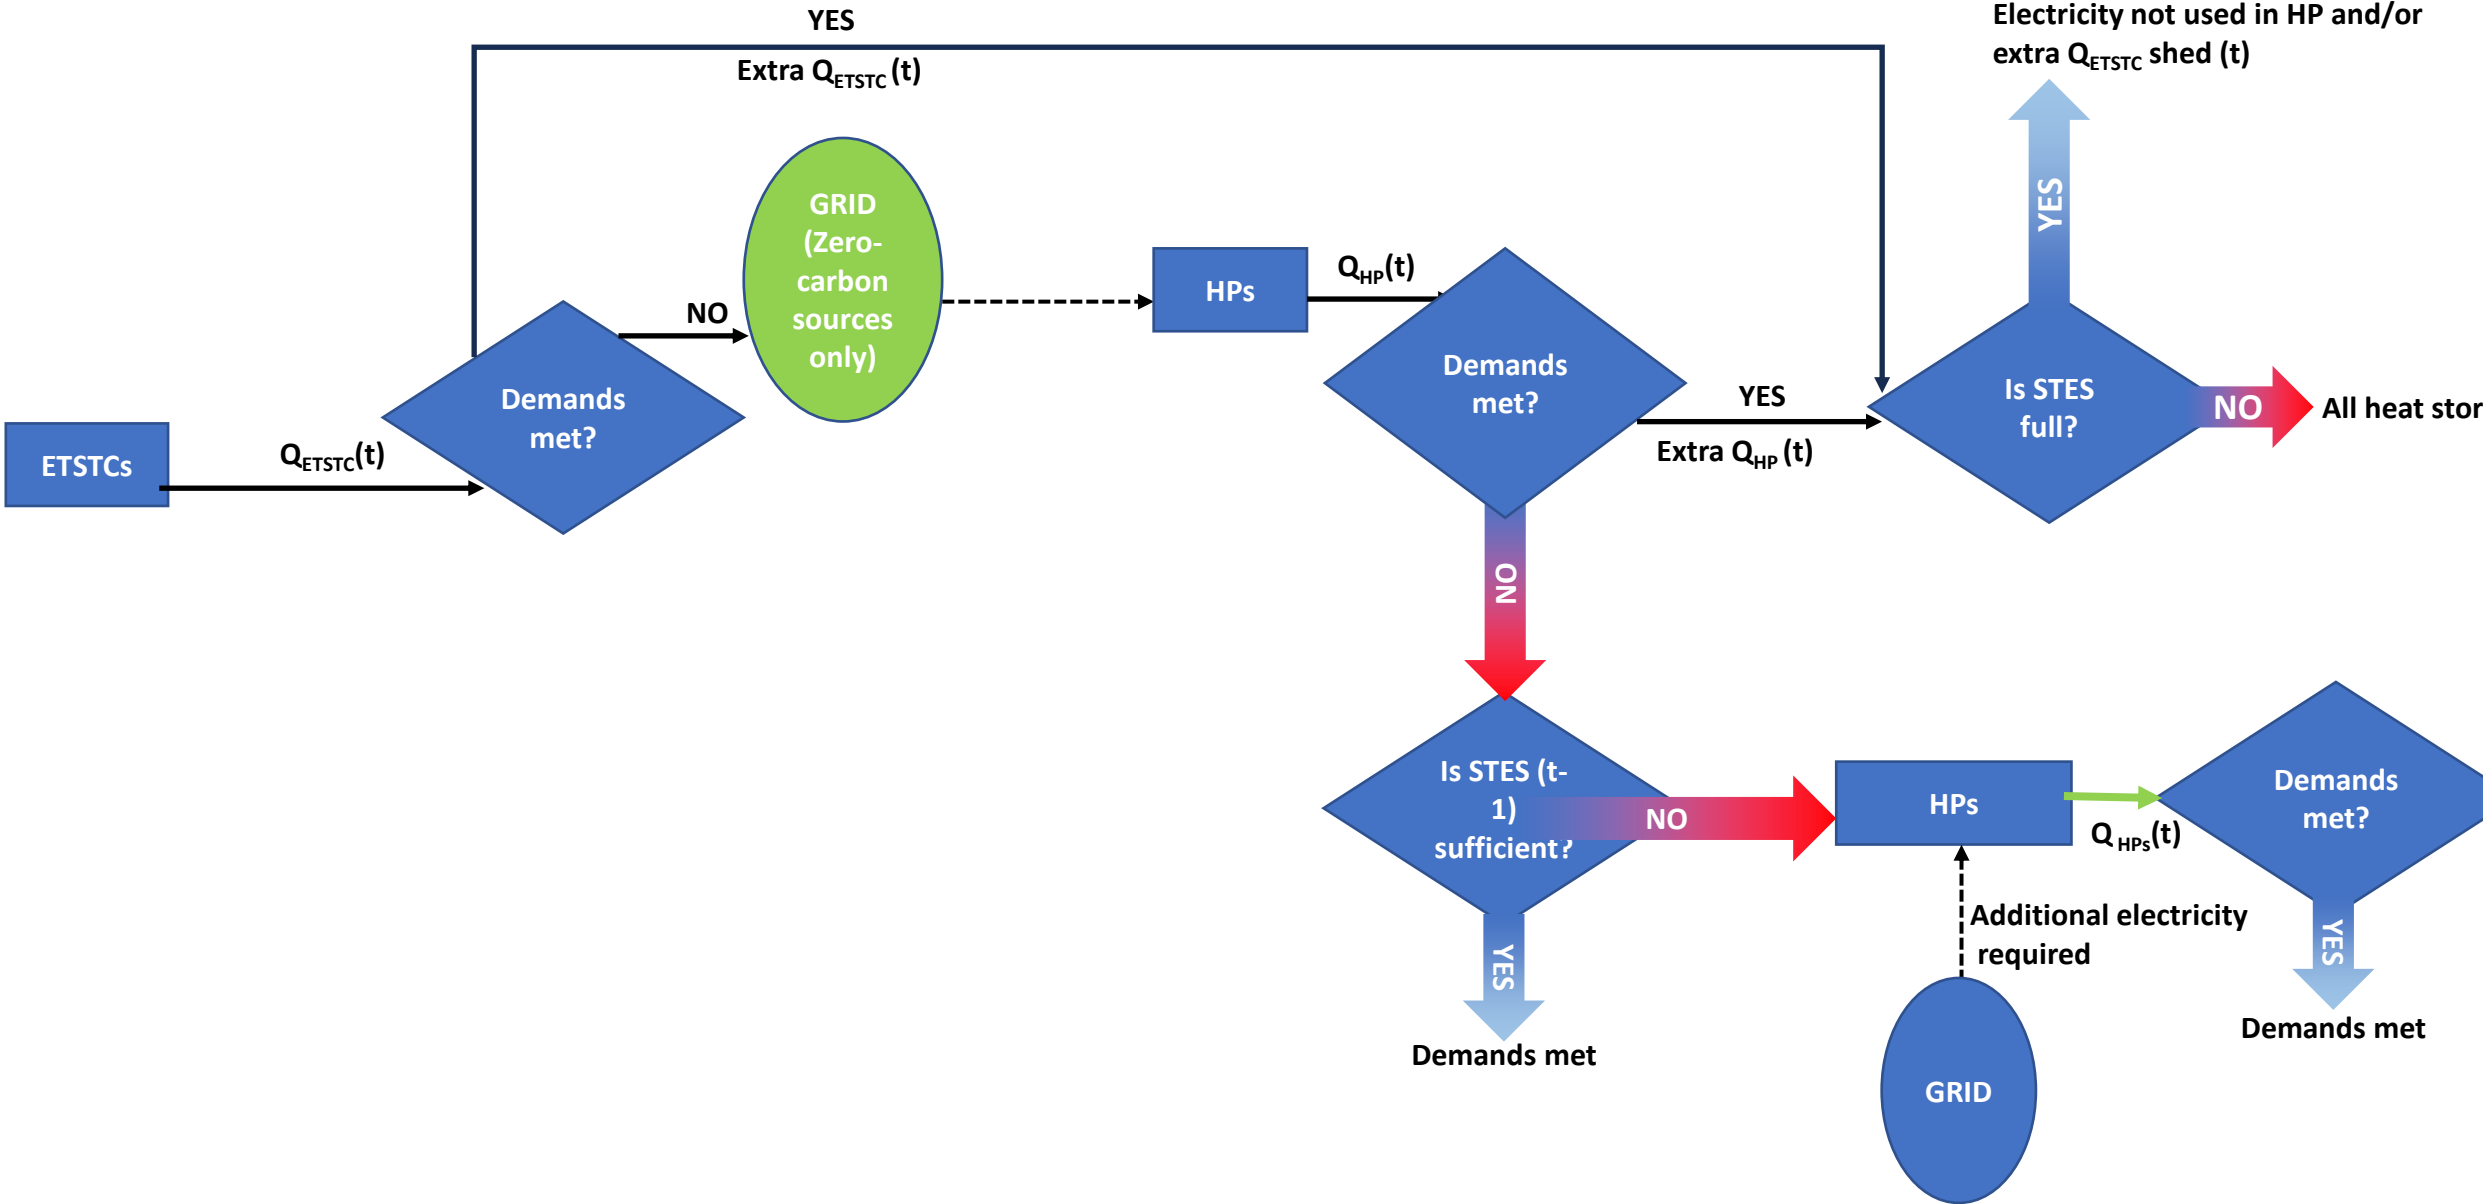 YES
Extra QETSTC (t)
Electricity not used in HP and/or
extra QETSTC shed (t)
YES
GRID
(Zero-
carbon
sources
only)
NO
HPs
QHP(t)
Demands
met?
YES
Extra QHP (t)
Is STES
full?
NO
All heat stor
ETSTCs
QETSTC(t)
Demands
met?
NO
Is STES (t-
1)
sufficient?
NO
HPs
Q HPs(t)
Demands
met?
YES
Demands met
Additional electricity
required
GRID
YES
Demands met